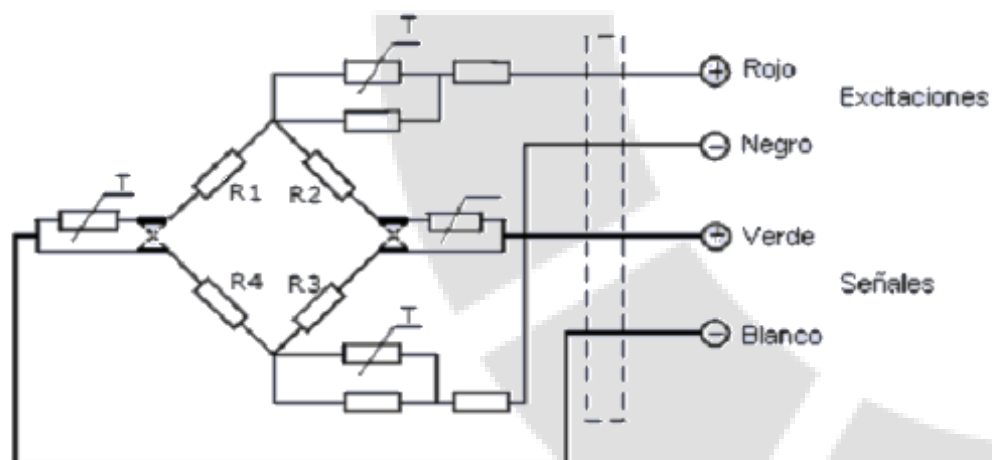 T
⊕ Rojo
Excitaciones
⊖ Negro
R1 R2
T
⊕ Verde
R4 R3
Señales
T
⊖ Blanco